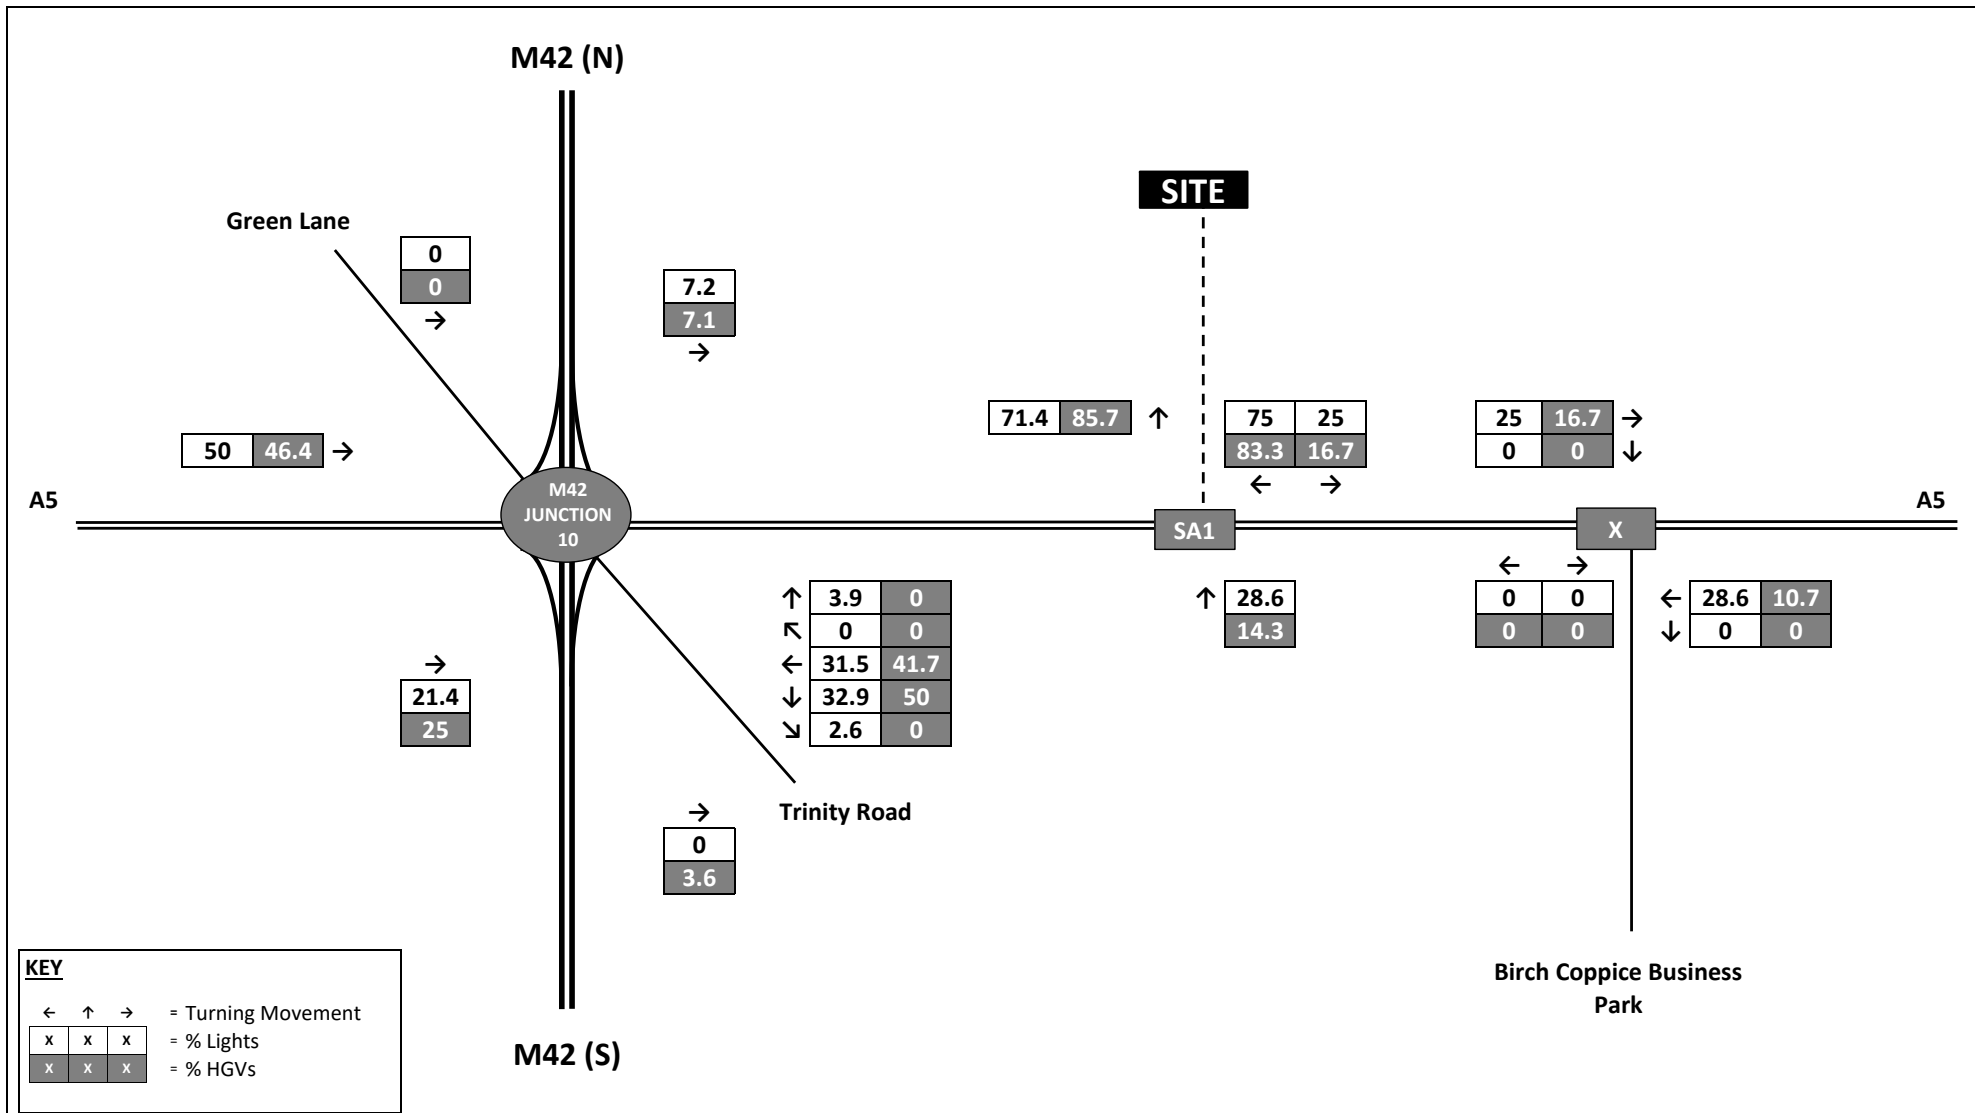 M42 (N)
SITE
Green Lane
0
0
→
7.2
7.1
→
71.4 85.7 ↑
75 25
83.3 16.7
← →
25 16.7 →
0 0 ↓
50 46.4 →
A5
M42
JUNCTION
10
SA1
X
A5
↑ 3.9 0
↖ 0 0
← 31.5 41.7
↓ 32.9 50
↘ 2.6 0
↑ 28.6
14.3
← →
0 0
0 0
← 28.6 10.7
↓ 0 0
→
21.4
25
→
0
3.6
Trinity Road
Birch Coppice Business
Park
M42 (S)
KEY
← ↑ → = Turning Movement
x x x = % Lights
x x x = % HGVs